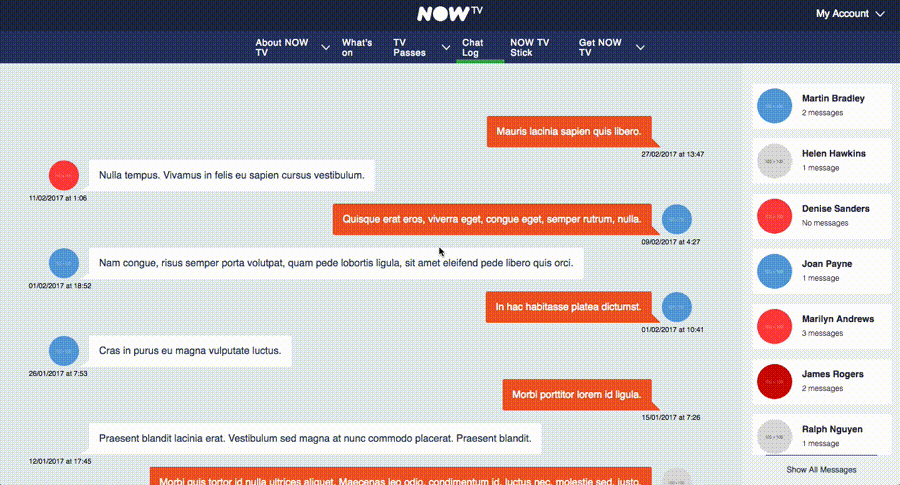 NOW TV
My Account
About NOW
TV
What's
on
TV
Passes
Chat
Log
NOW TV
Stick
Get NOW
TV
Mauris lacinia sapien quis libero.
27/02/2017 at 13:47
Nulla tempus. Vivamus in felis eu sapien cursus vestibulum.
11/02/2017 at 1:06
Quisque erat eros, viverra eget, congue eget, semper rutrum, nulla.
09/02/2017 at 4:27
Nam congue, risus semper porta volutpat, quam pede lobortis ligula, sit amet eleifend pede libero quis orci.
01/02/2017 at 18:52
In hac habitasse platea dictumst.
01/02/2017 at 10:41
Cras in purus eu magna vulputate luctus.
26/01/2017 at 7:53
Morbi porttitor lorem id ligula.
15/01/2017 at 7:26
Praesent blandit lacinia erat. Vestibulum sed magna at nunc commodo placerat. Praesent blandit.
12/01/2017 at 17:45
Morbi quis tortor id nulla ultrices aliquet. Maecenas leo odio, condimentum id, luctus nec, molestie sed, justo.
Martin Bradley
2 messages
Helen Hawkins
1 message
Denise Sanders
No messages
Joan Payne
1 message
Marilyn Andrews
3 messages
James Rogers
2 messages
Ralph Nguyen
1 message
Show All Messages